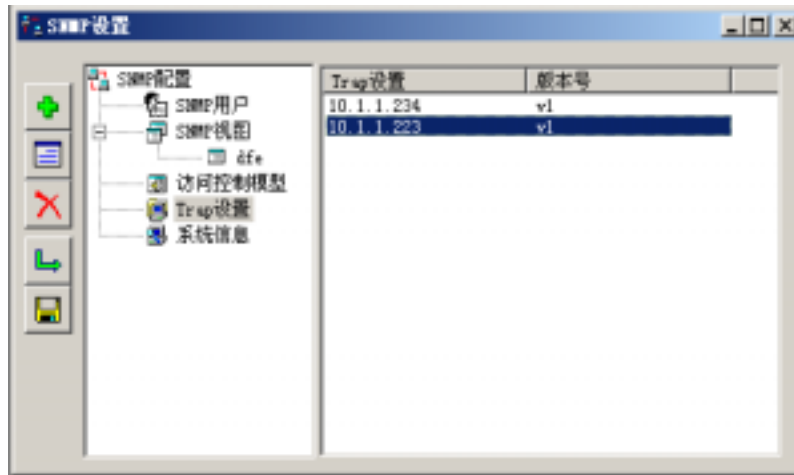 SNMP设置
SNMP配置
SNMP用户
SNMP视图
dfe
访问控制模型
Trap设置
系统信息
Trap设置 版本号
10.1.1.234 v1
10.1.1.223 v1